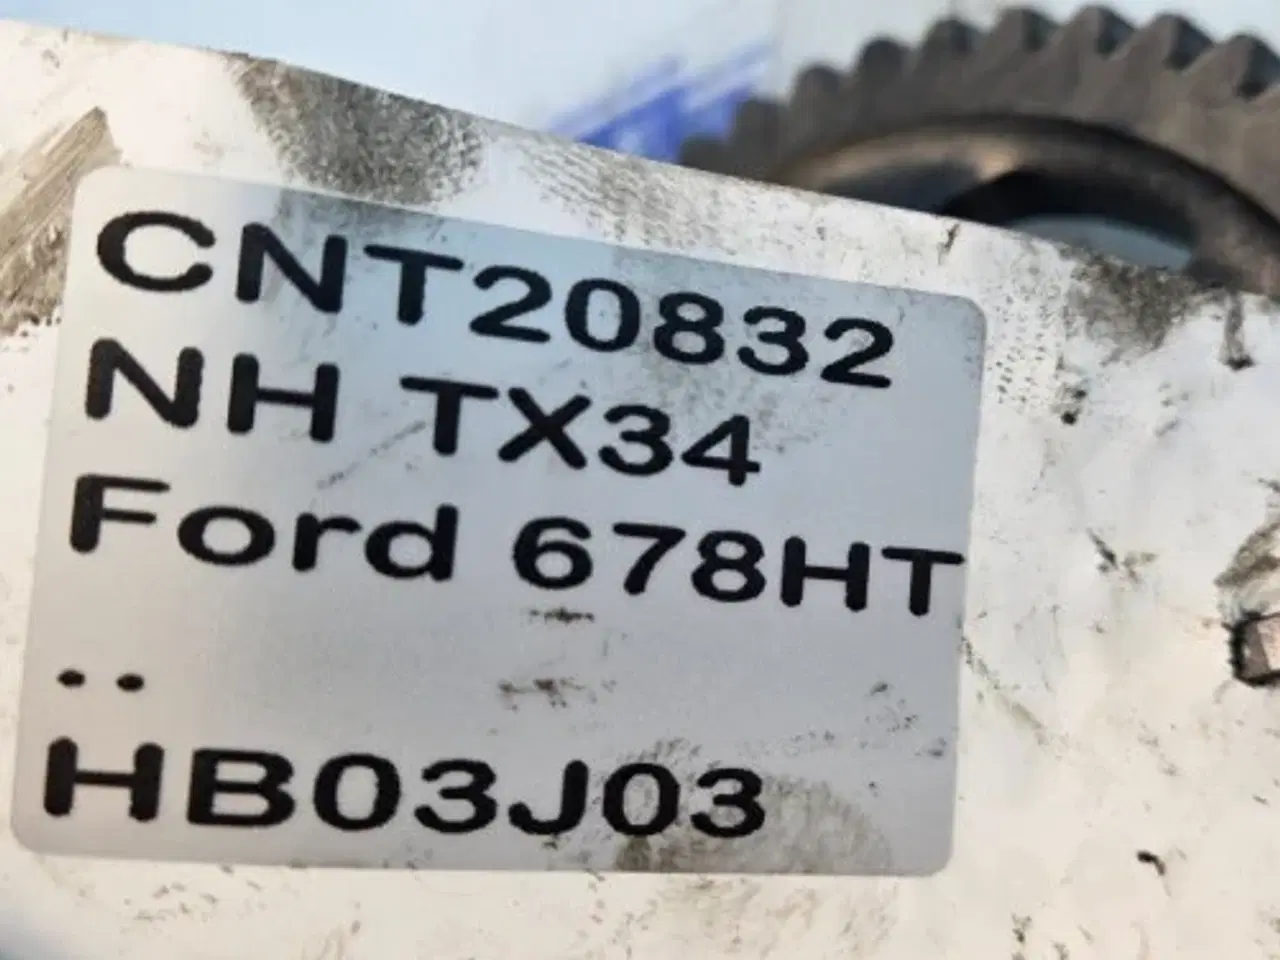 CNT20832
NH TX34
Ford 678HT
..
HB03J03